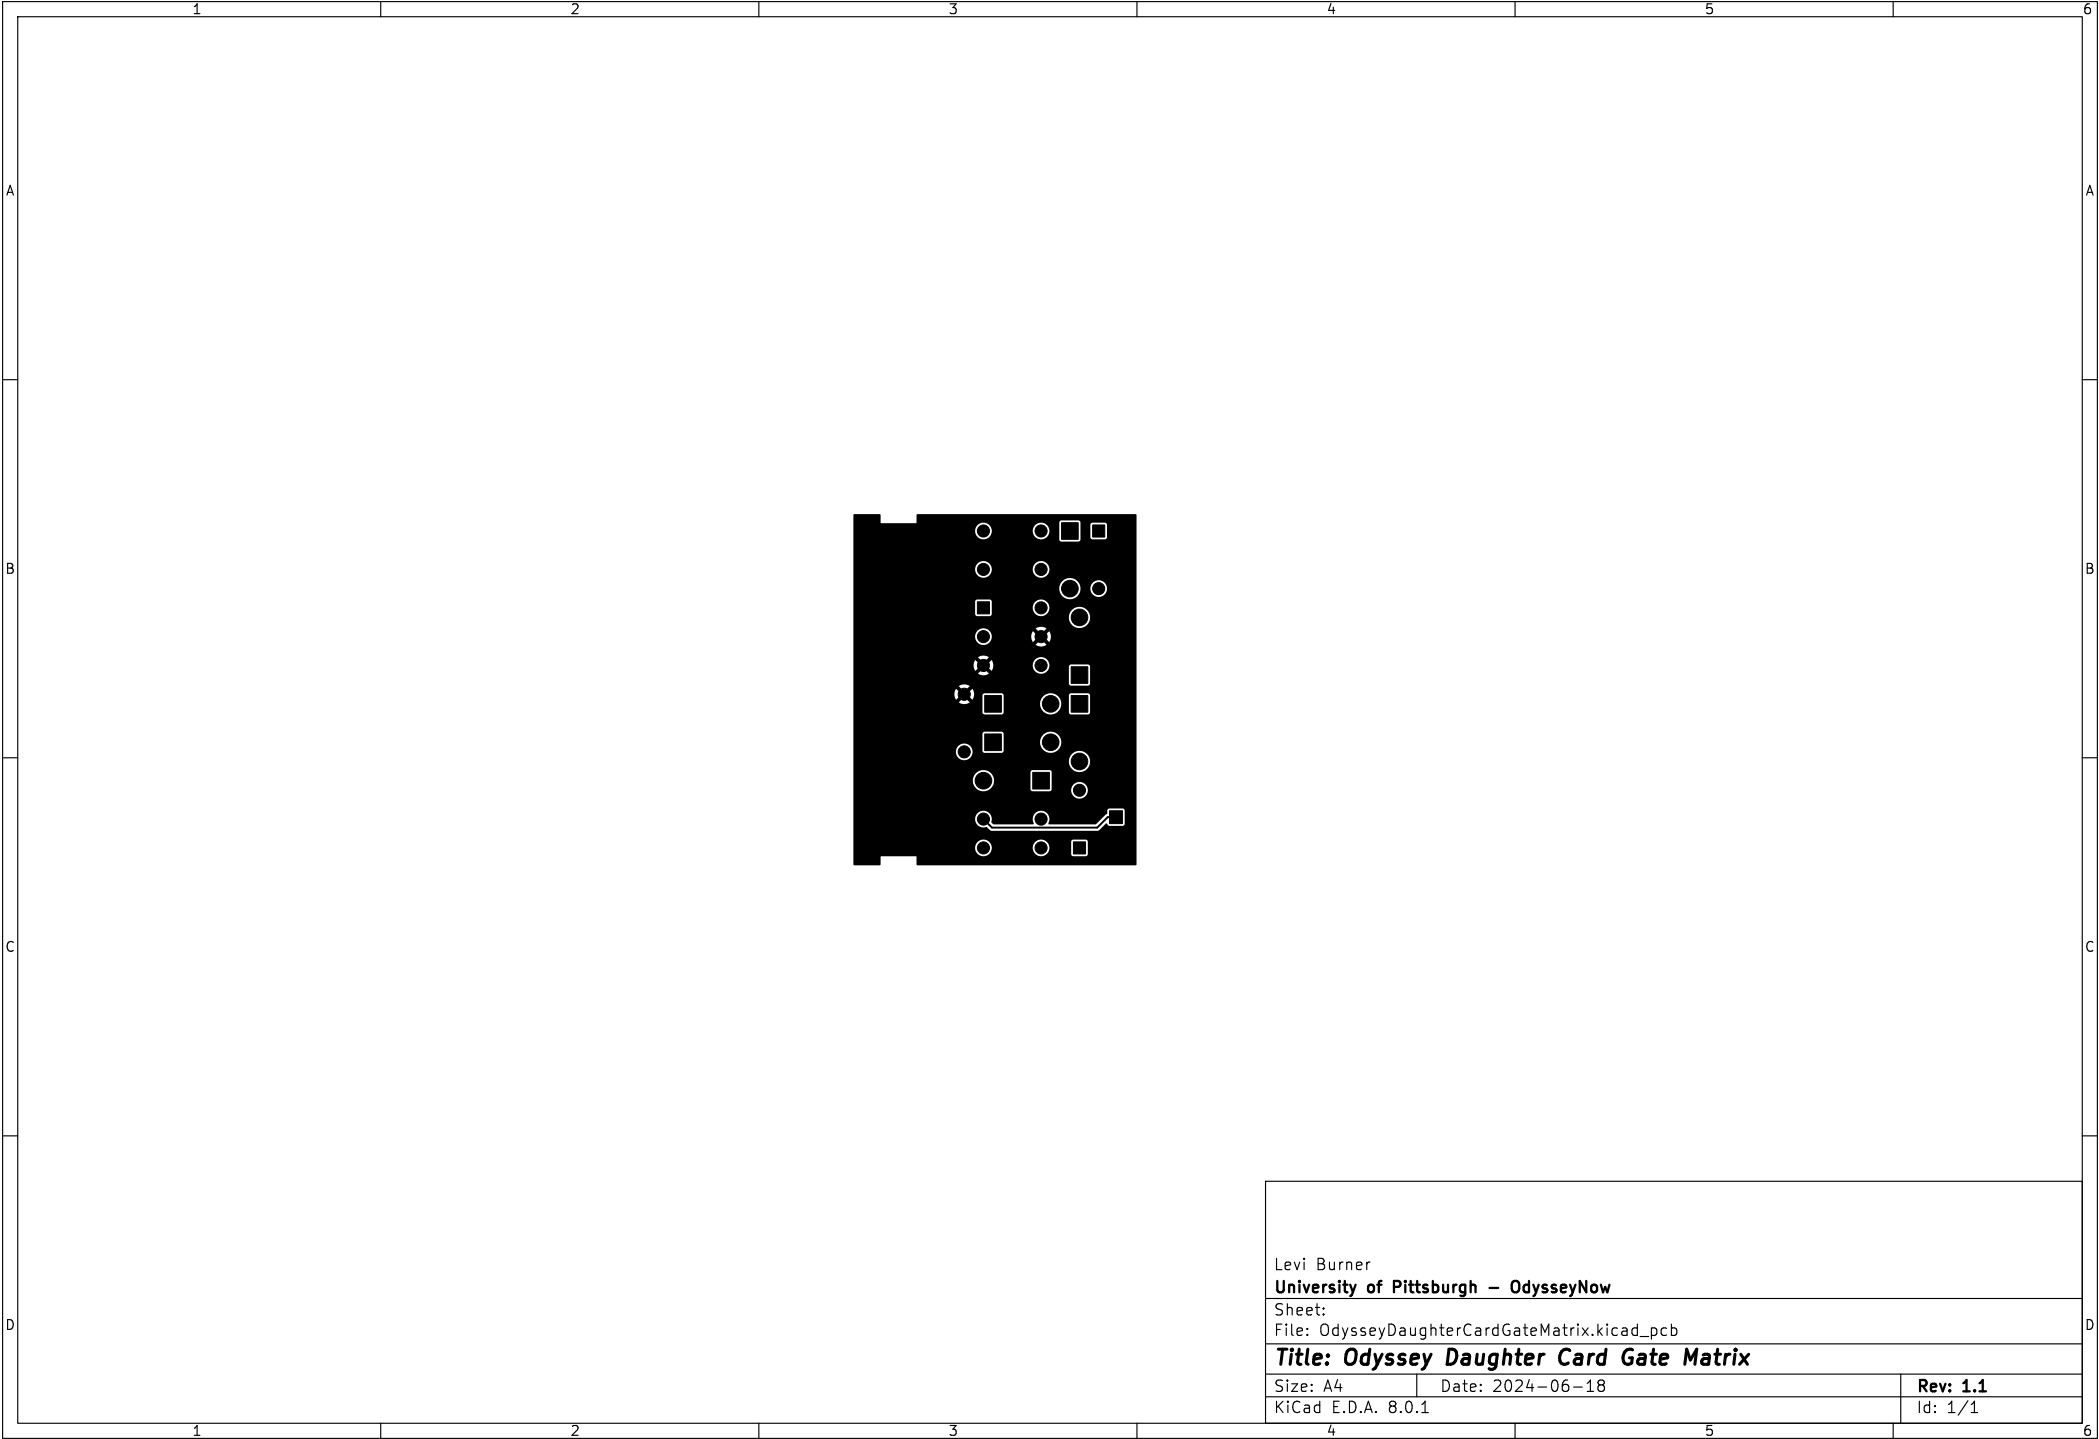 1 2 3 4 5 6
A A
B B
C C
Levi Burner
University of Pittsburgh – OdysseyNow
Sheet:
D D
File: OdysseyDaughterCardGateMatrix.kicad_pcb
Title: Odyssey Daughter Card Gate Matrix
Size: A4 Date: 2024–06–18 Rev: 1.1
KiCad E.D.A. 8.0.1 Id: 1/1
1 2 3 4 5 6